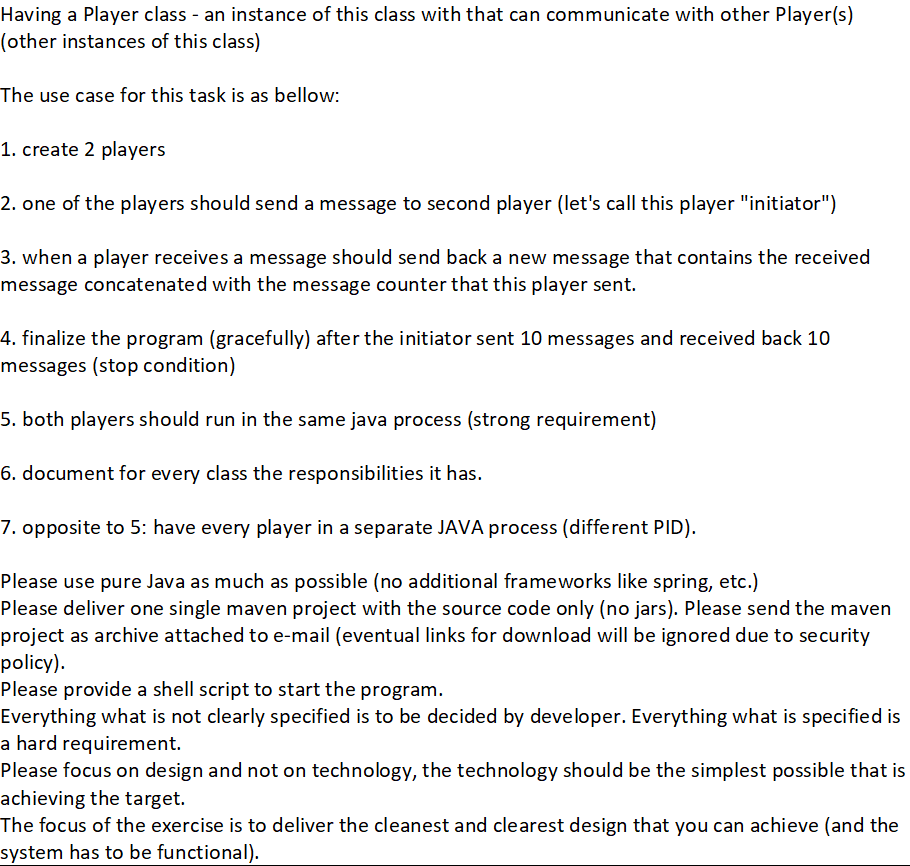 Having a Player class - an instance of this class with that can communicate with other Player(s)
(other instances of this class)
The use case for this task is as bellow:
1. create 2 players
2. one of the players should send a message to second player (let's call this player "initiator")
3. when a player receives a message should send back a new message that contains the received
message concatenated with the message counter that this player sent.
4. finalize the program (gracefully) after the initiator sent 10 messages and received back 10
messages (stop condition)
5. both players should run in the same java process (strong requirement)
6. document for every class the responsibilities it has.
7. opposite to 5: have every player in a separate JAVA process (different PID).
Please use pure Java as much as possible (no additional frameworks like spring, etc.)
Please deliver one single maven project with the source code only (no jars). Please send the maven
project as archive attached to e-mail (eventual links for download will be ignored due to security
policy).
Please provide a shell script to start the program.
Everything what is not clearly specified is to be decided by developer. Everything what is specified is
a hard requirement.
Please focus on design and not on technology, the technology should be the simplest possible that is
achieving the target.
The focus of the exercise is to deliver the cleanest and clearest design that you can achieve (and the
system has to be functional).